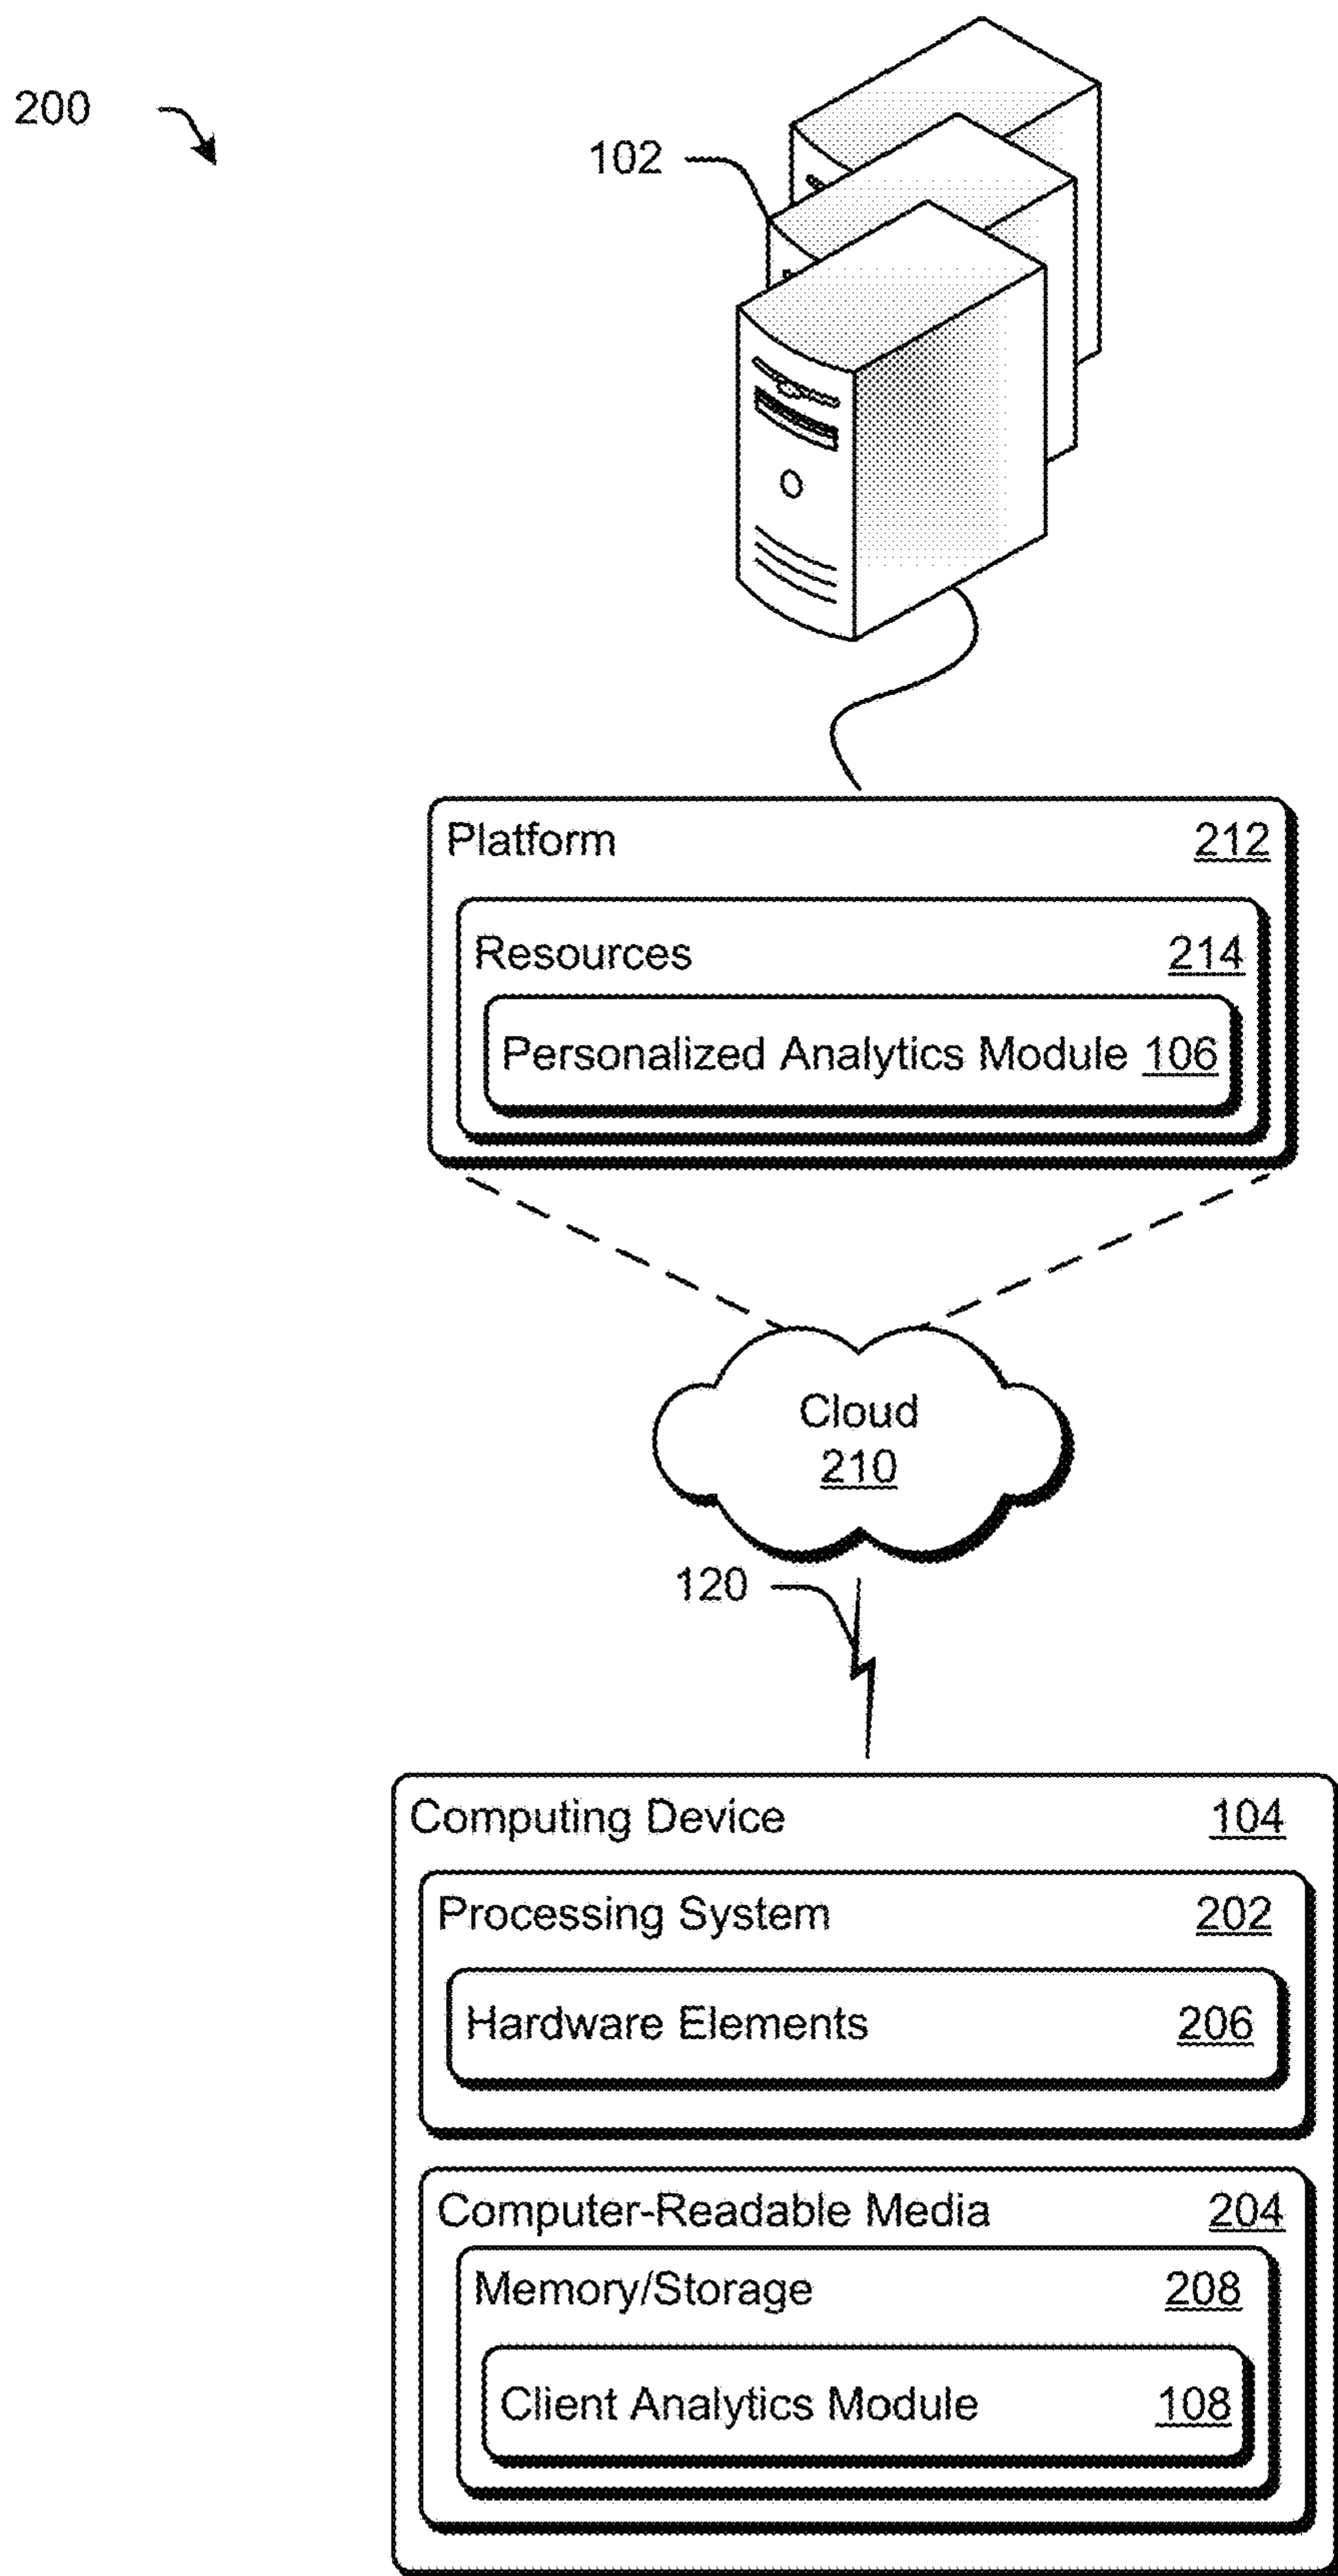 200
102
Platform 212
Resources 214
Personalized Analytics Module 106
Cloud
210
120
Computing Device 104
Processing System 202
Hardware Elements 206
Computer-Readable Media 204
Memory/Storage 208
Client Analytics Module 108